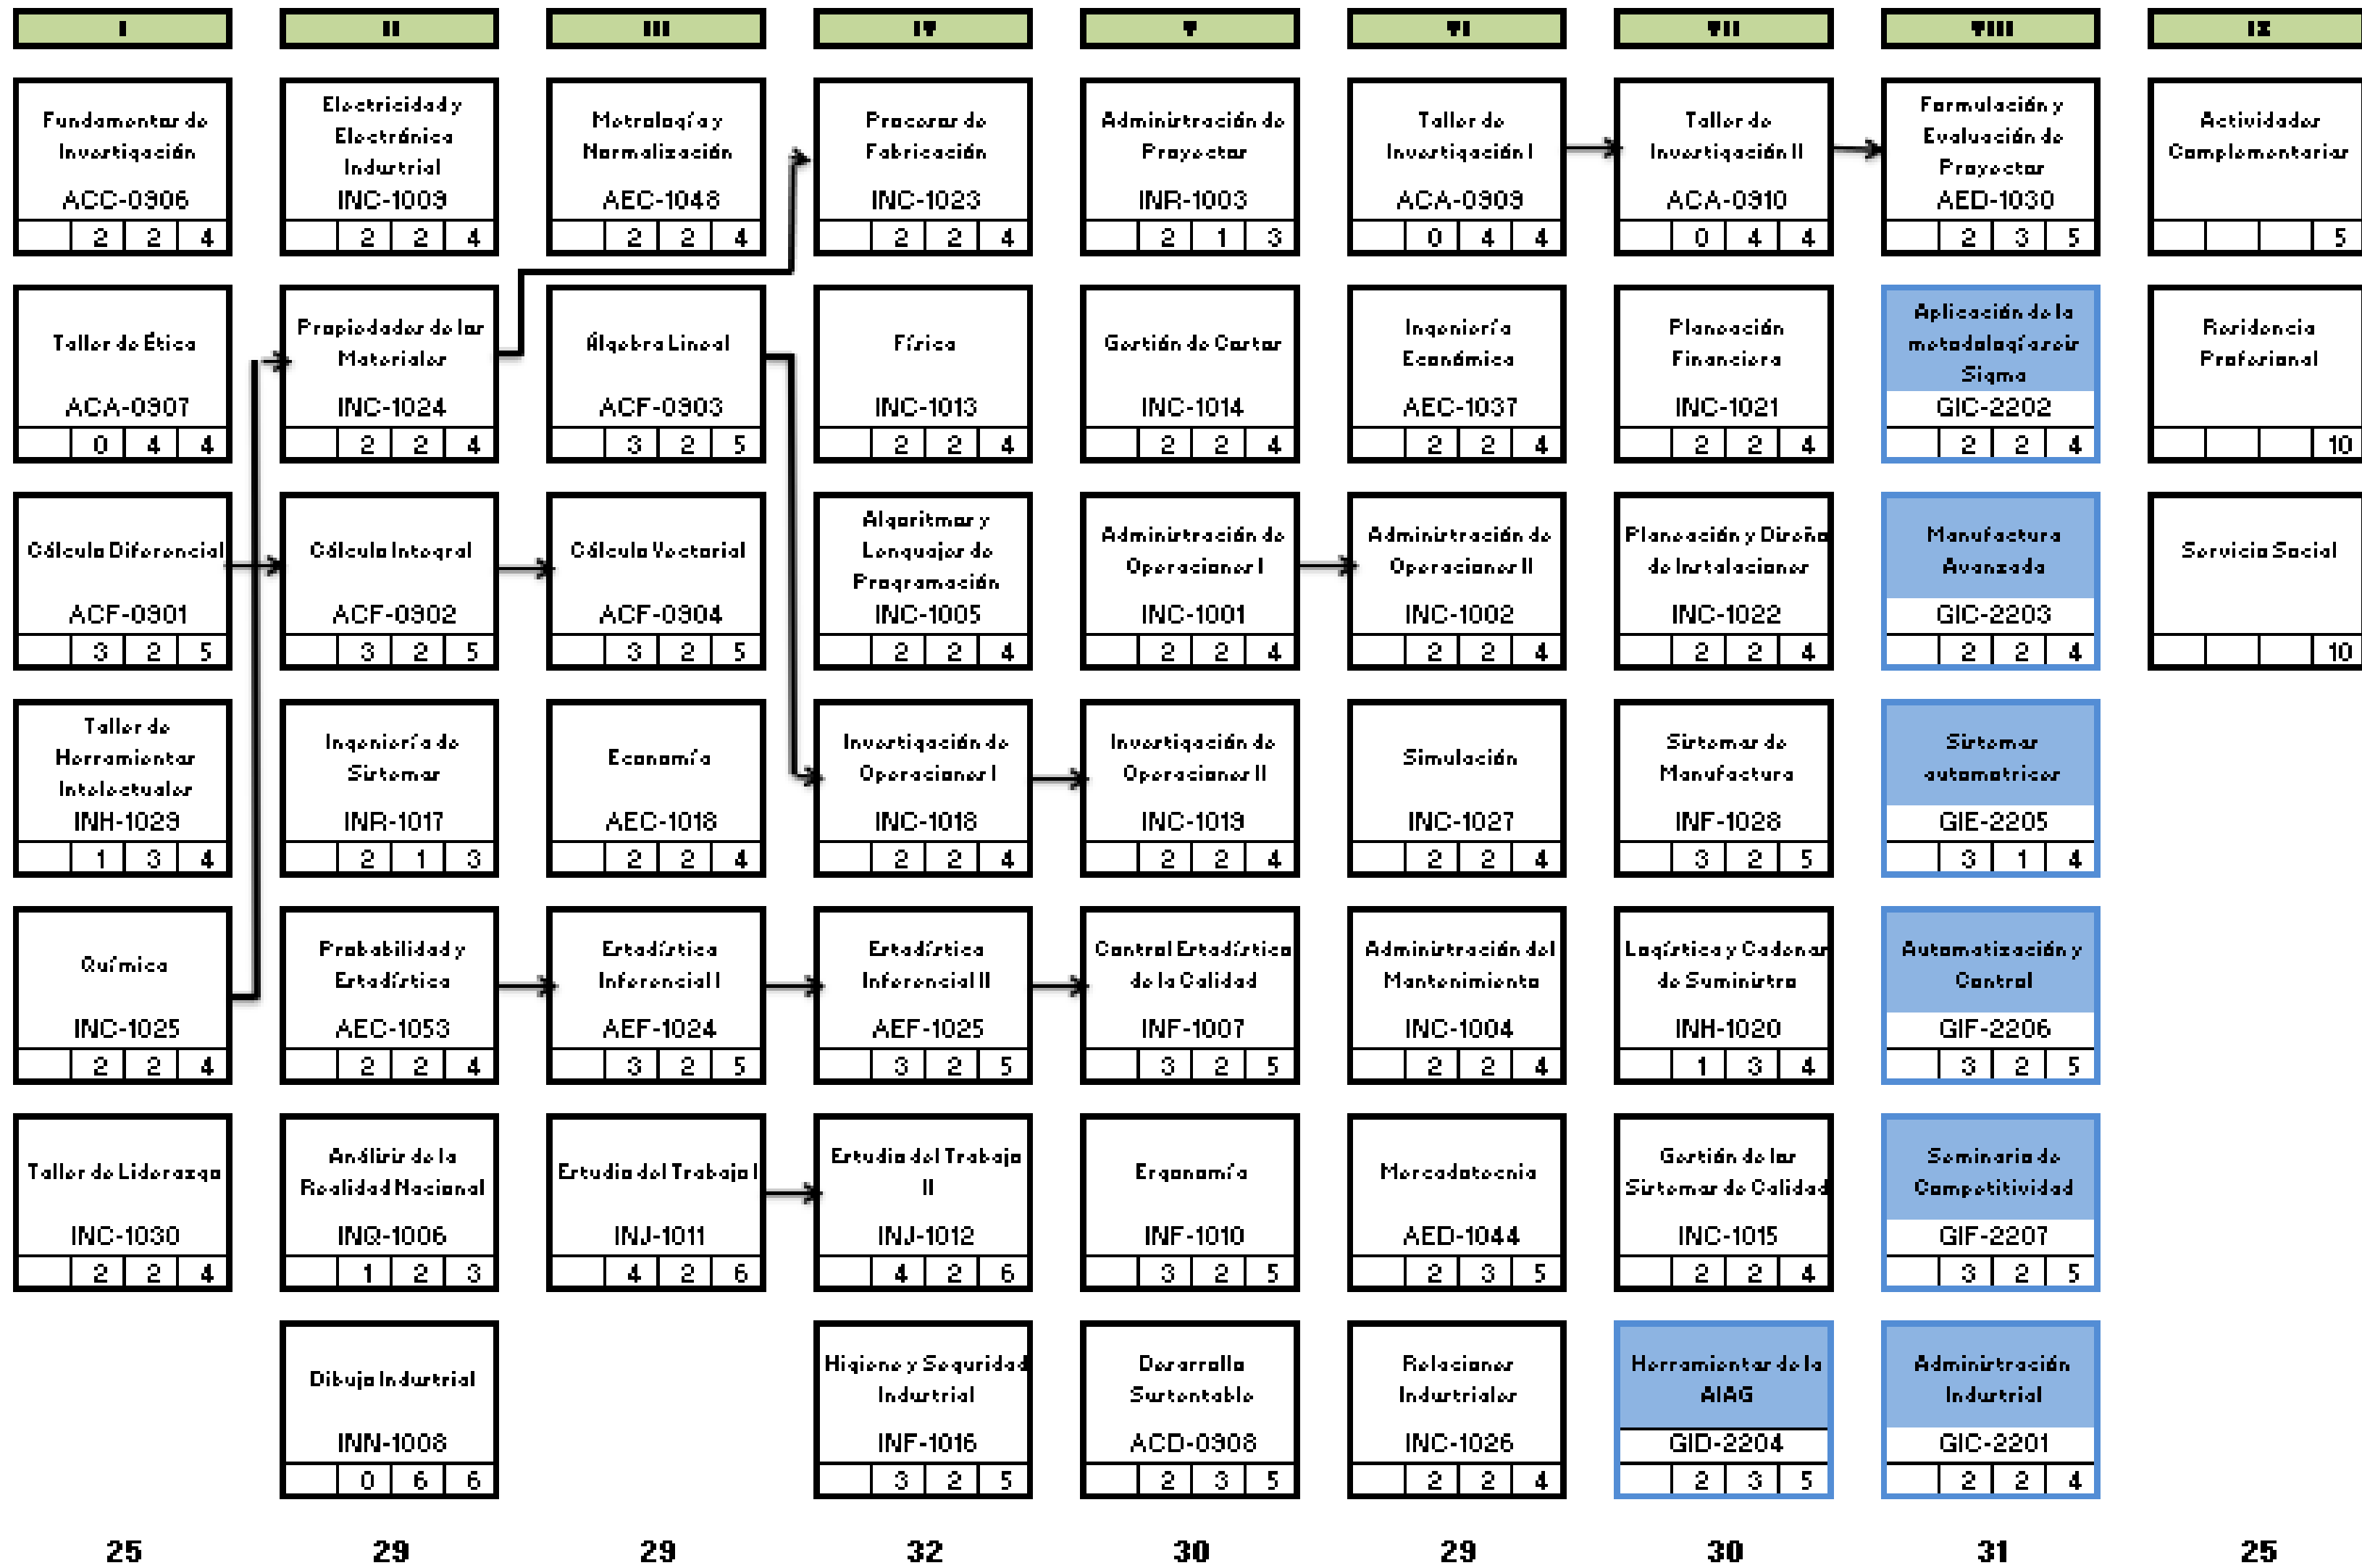 I
II
III
IV
V
VI
VII
VIII
IX
Fundamentos de
Investigación
ACC-0906
2 2 4
Electricidad y
Electrónica
Industrial
INC-1009
2 2 4
Metrología y
Normalización
AEC-1048
2 2 4
Procesos de
Fabricación
INC-1023
2 2 4
Administración de
Proyectos
INR-1003
2 1 3
Taller de
Investigación I
ACA-0909
0 4 4
Taller de
Investigación II
ACA-0910
0 4 4
Formulación y
Evaluación de
Proyectos
AED-1030
2 3 5
Actividades
Complementarias
5
Taller de Ética
ACA-0907
0 4 4
Propiedades de los
Materiales
INC-1024
2 2 4
Álgebra Lineal
ACF-0903
3 2 5
Física
INC-1013
2 2 4
Gestión de Costos
INC-1014
2 2 4
Ingeniería
Económica
AEC-1037
2 2 4
Planeación
Financiera
INC-1021
2 2 4
Aplicación de la
metodología seis
Sigma
GIC-2202
2 2 4
Residencia
Profesional
10
Cálculo Diferencial
ACF-0901
3 2 5
Cálculo Integral
ACF-0902
3 2 5
Cálculo Vectorial
ACF-0904
3 2 5
Algoritmos y
Lenguajes de
Programación
INC-1005
2 2 4
Administración de
Operaciones I
INC-1001
2 2 4
Administración de
Operaciones II
INC-1002
2 2 4
Planeación y Diseño
de Instalaciones
INC-1022
2 2 4
Manufactura
Avanzada
GIC-2203
2 2 4
Servicio Social
10
Taller de
Herramientas
Intelectuales
INH-1029
1 3 4
Ingeniería de
Sistemas
INR-1017
2 1 3
Economía
AEC-1018
2 2 4
Investigación de
Operaciones I
INC-1018
2 2 4
Investigación de
Operaciones II
INC-1019
2 2 4
Simulación
INC-1027
2 2 4
Sistemas de
Manufactura
INF-1028
3 2 5
Sistemas
automotrices
GIE-2205
3 1 4
Química
INC-1025
2 2 4
Probabilidad y
Estadística
AEC-1053
2 2 4
Estadística
Inferencial I
AEF-1024
3 2 5
Estadística
Inferencial II
AEF-1025
3 2 5
Control Estadístico
de la Calidad
INF-1007
3 2 5
Administración del
Mantenimiento
INC-1004
2 2 4
Logística y Cadenas
de Suministro
INH-1020
1 3 4
Automatización y
Control
GIF-2206
3 2 5
Taller de Liderazgo
INC-1030
2 2 4
Análisis de la
Realidad Nacional
INQ-1006
1 2 3
Estudio del Trabajo I
INJ-1011
4 2 6
Estudio del Trabajo
II
INJ-1012
4 2 6
Ergonomía
INF-1010
3 2 5
Mercadotecnia
AED-1044
2 3 5
Gestión de los
Sistemas de Calidad
INC-1015
2 2 4
Seminario de
Competitividad
GIF-2207
3 2 5
Dibujo Industrial
INN-1008
0 6 6
Higiene y Seguridad
Industrial
INF-1016
3 2 5
Desarrollo
Sustentable
ACD-0908
2 3 5
Relaciones
Industriales
INC-1026
2 2 4
Herramientas de la
AIAG
GID-2204
2 3 5
Administración
Industrial
GIC-2201
2 2 4
25
29
29
32
30
29
30
31
25